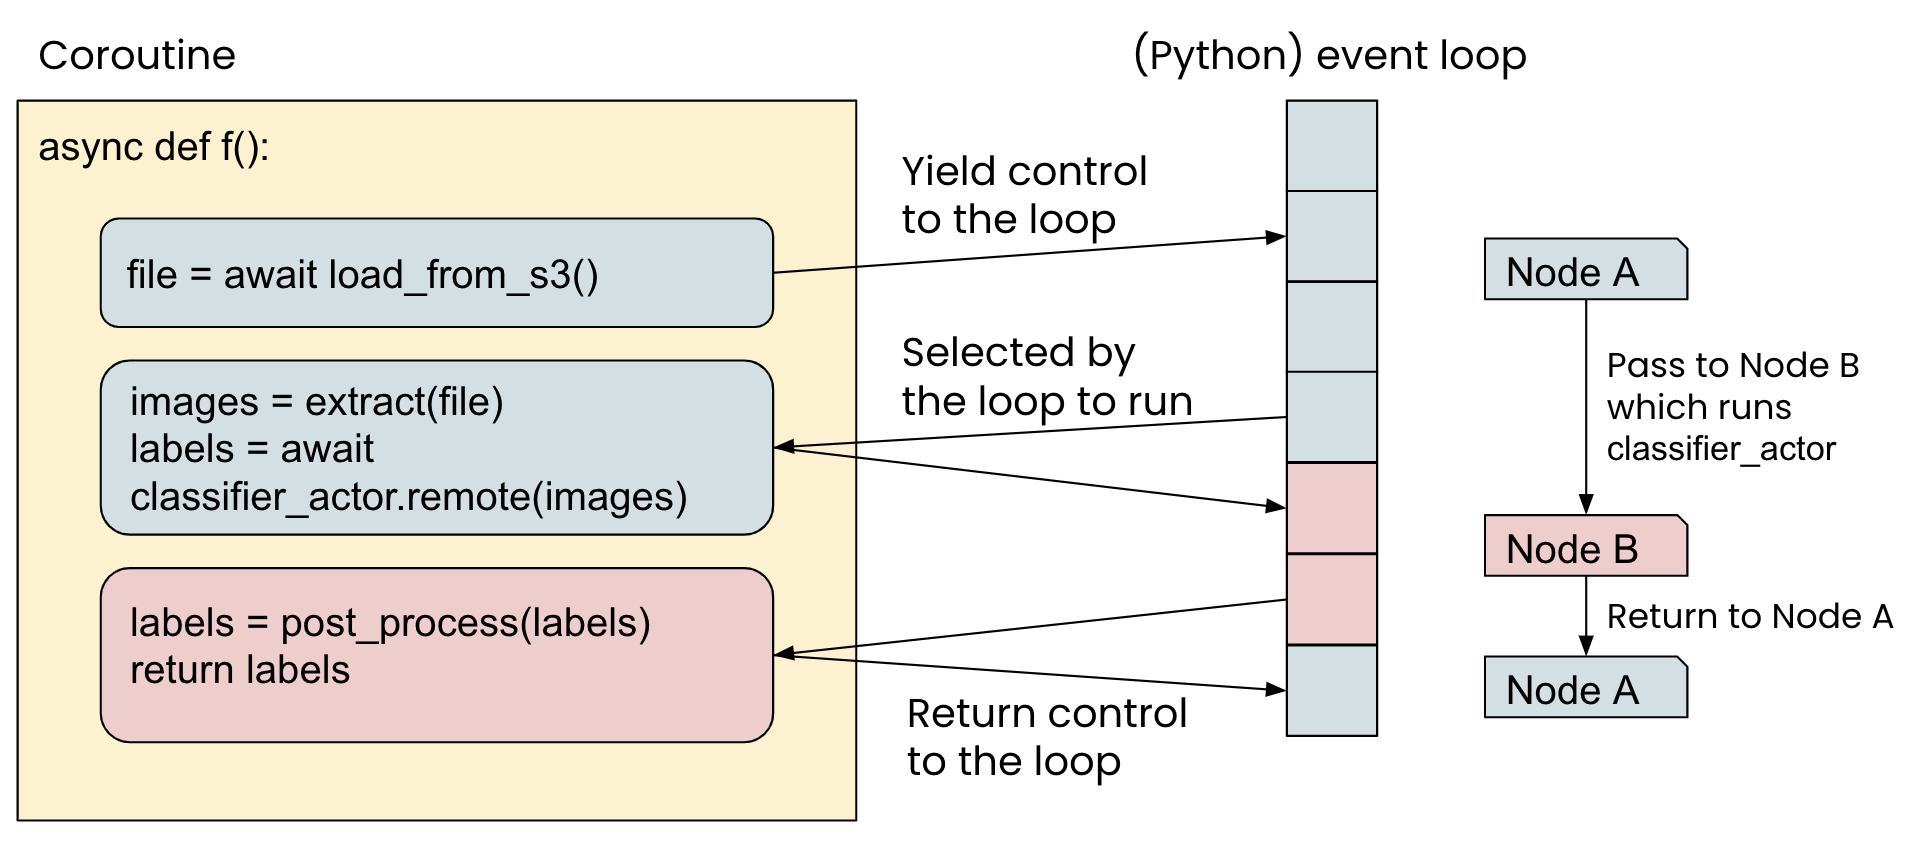 Coroutine
(Python) event loop
async def f():
file = await load_from_s3()
images = extract(file)
labels = await
classifier_actor.remote(images)
labels = post_process(labels)
return labels
Yield control
to the loop
Selected by
the loop to run
Return control
to the loop
Node A
Pass to Node B
which runs
classifier_actor
Node B
Return to Node A
Node A